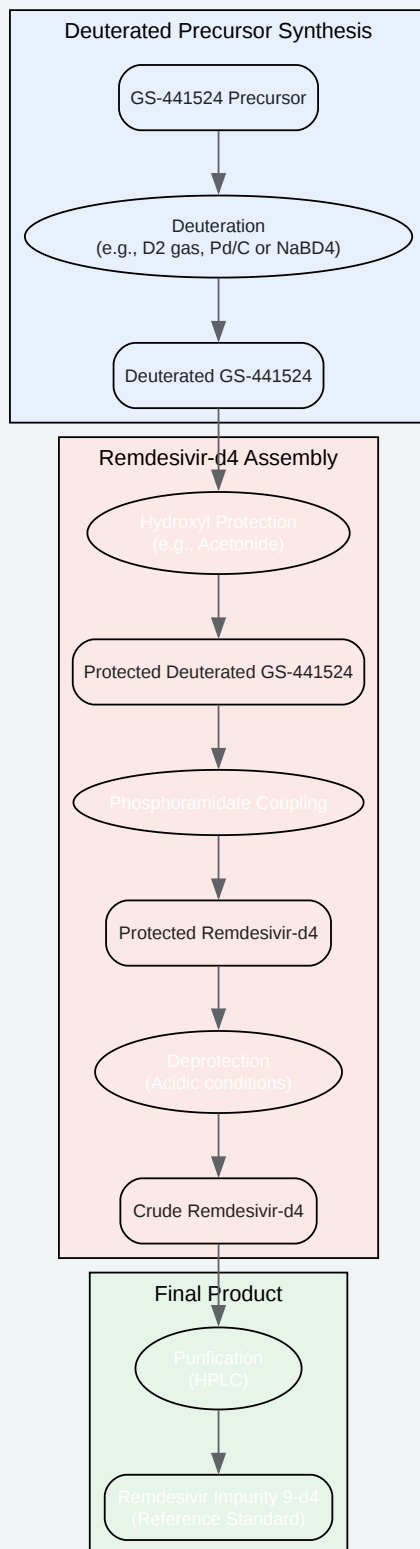 Deuterated Precursor Synthesis
GS-441524 Precursor
Deuteration
(e.g., D2 gas, Pd/C or NaBD4)
Deuterated GS-441524
Remdesivir-d4 Assembly
Hydroxyl Protection
(e.g., Acetonide)
Protected Deuterated GS-441524
Phosphoramidate Coupling
Protected Remdesivir-d4
Deprotection
(Acidic conditions)
Crude Remdesivir-d4
Final Product
Purification
(HPLC)
Remdesivir Impurity 9-d4
(Reference Standard)